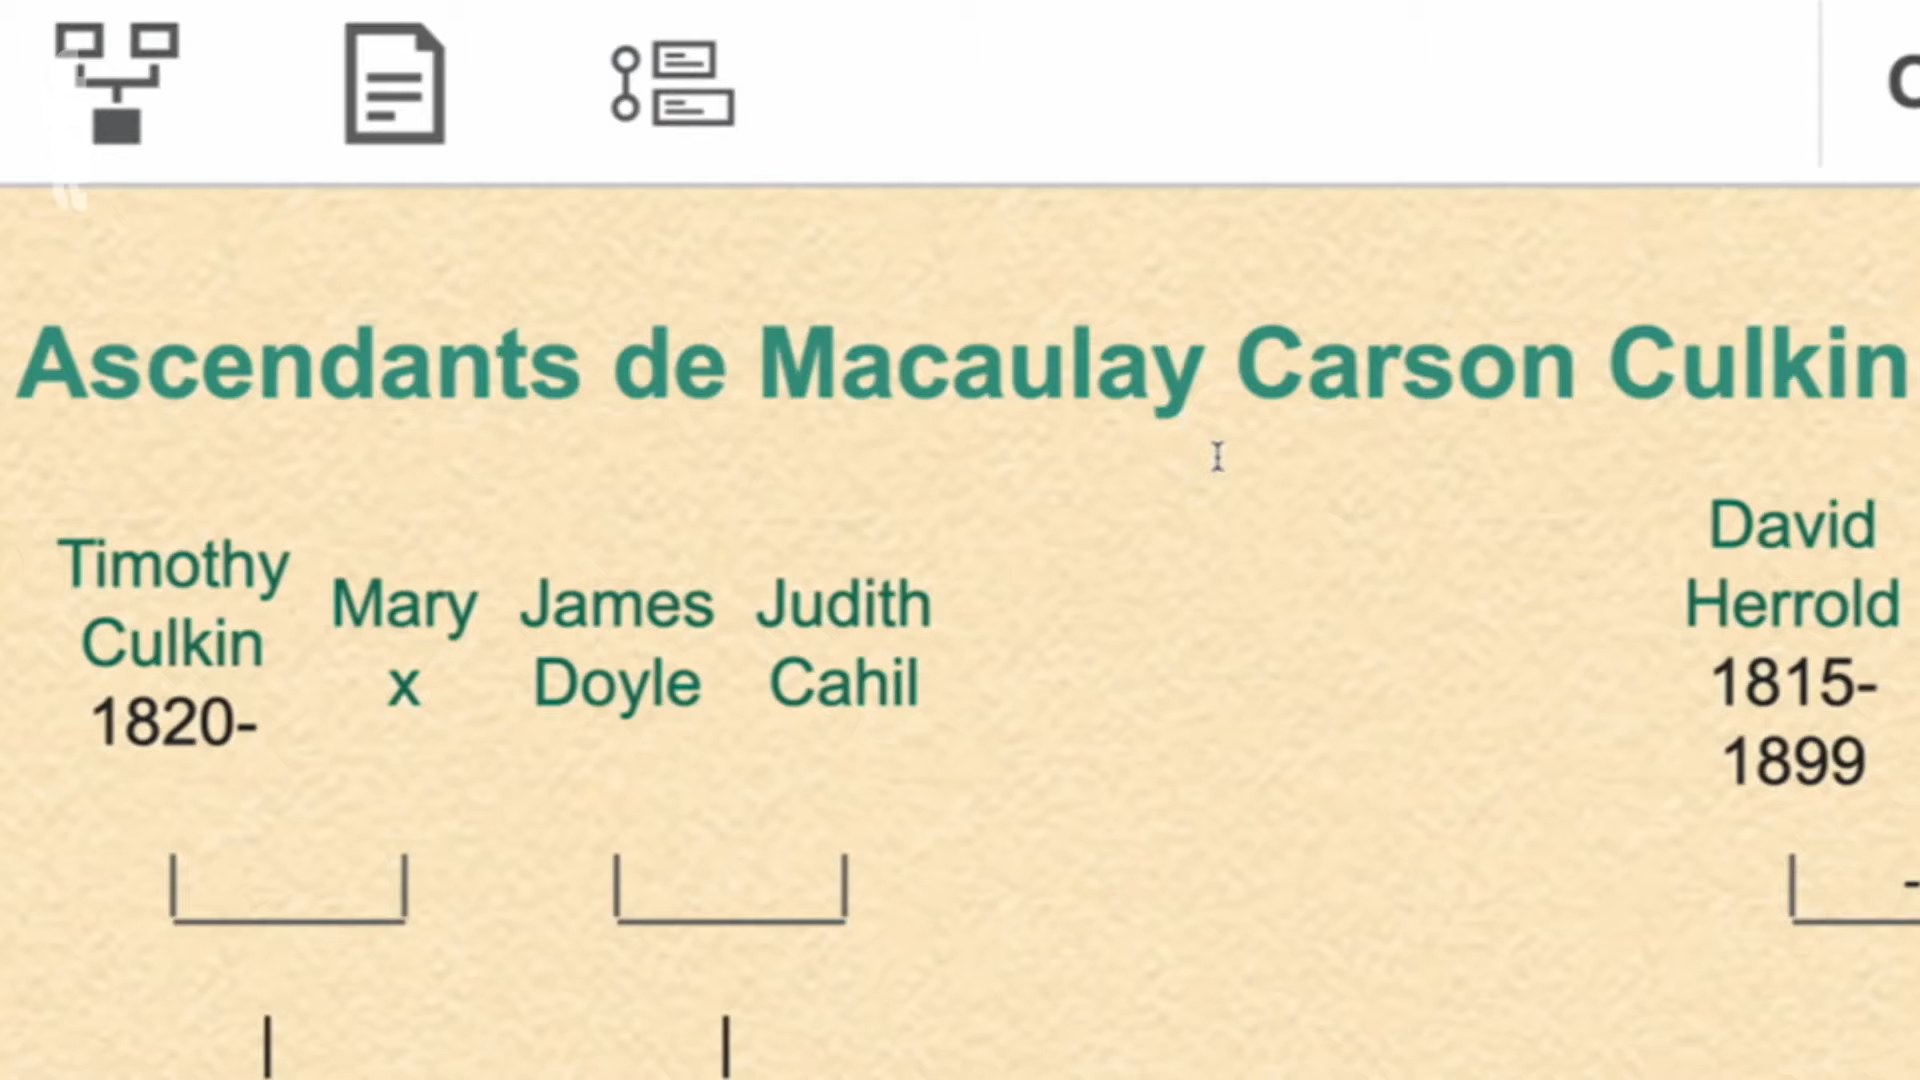 Ascendants de Macaulay Carson Culkin
Timothy
Culkin
1820-
Mary
x
James
Doyle
Judith
Cahil
David
Herrold
1815-
1899